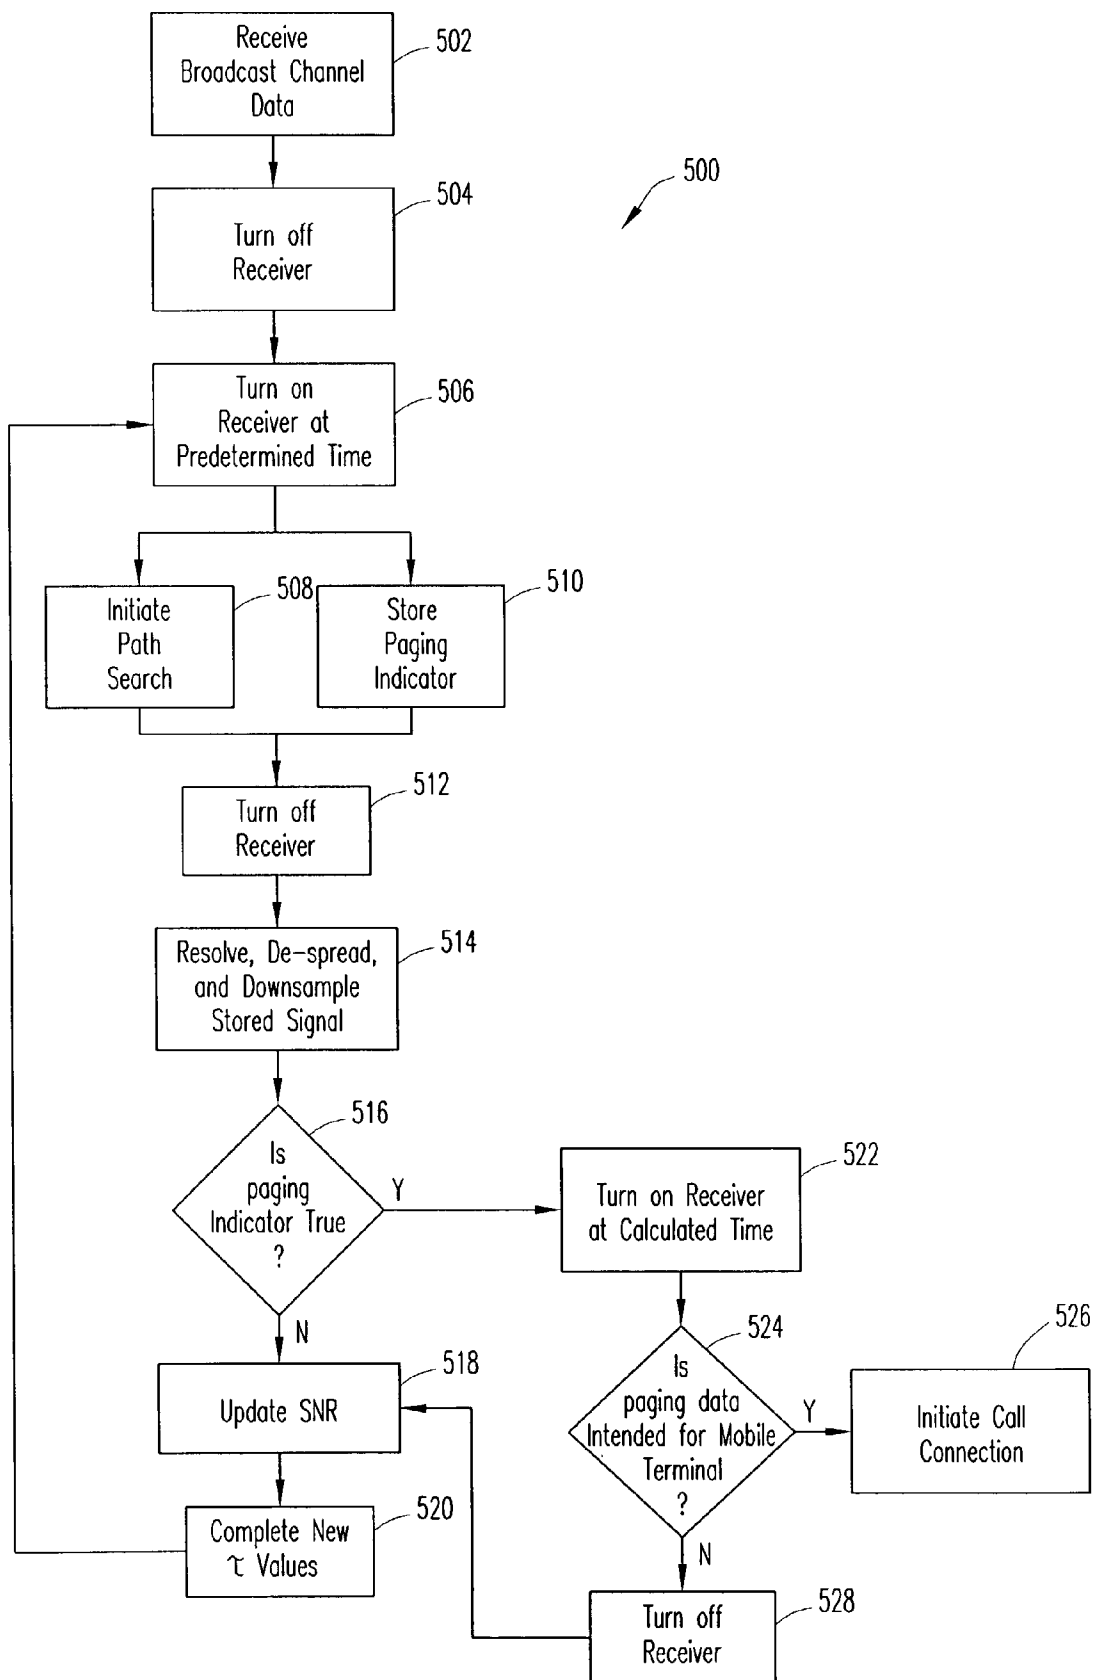 Receive
Broadcast Channel
Data
502
500
504
Turn off
Receiver
Turn on
Receiver at
Predetermined Time
506
508
Initiate
Path
Search
510
Store
Paging
Indicator
512
Turn off
Receiver
Resolve, De-spread,
and Downsample
Stored Signal
514
516
Is
paging
Indicator True
?
Y
N
522
Turn on Receiver
at Calculated Time
518
Update SNR
524
Is
paging data
Intended for Mobile
Terminal
?
Y
N
526
Initiate Call
Connection
520
Complete New
τ Values
528
Turn off
Receiver